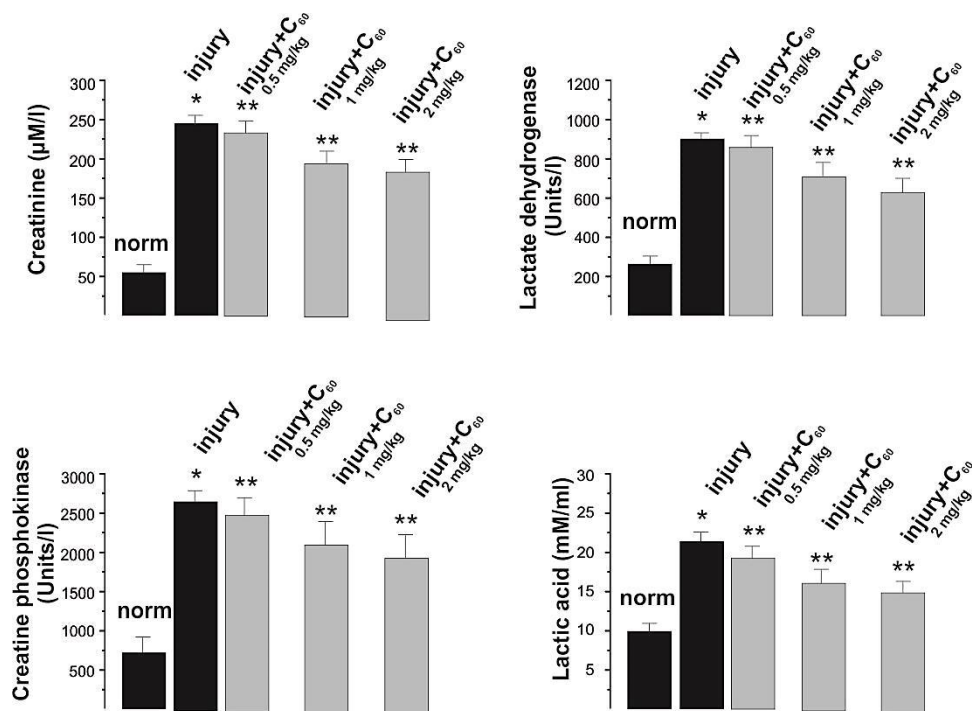 injury
injury+C₆₀
0.5 mg/kg
injury+C₆₀
1 mg/kg
injury+C₆₀
2 mg/kg
Creatinine (µM/l)
300
250
200
150
100
50
norm
*
**
**
**
injury
injury+C₆₀
0.5 mg/kg
injury+C₆₀
1 mg/kg
injury+C₆₀
2 mg/kg
Lactate dehydrogenase
(Units/l)
1200
1000
800
600
400
200
norm
*
**
**
**
injury
injury+C₆₀
0.5 mg/kg
injury+C₆₀
1 mg/kg
injury+C₆₀
2 mg/kg
Creatine phosphokinase
(Units/l)
3000
2500
2000
1500
1000
500
norm
*
**
**
**
injury
injury+C₆₀
0.5 mg/kg
injury+C₆₀
1 mg/kg
injury+C₆₀
2 mg/kg
Lactic acid (mM/ml)
30
25
20
15
10
5
norm
*
**
**
**